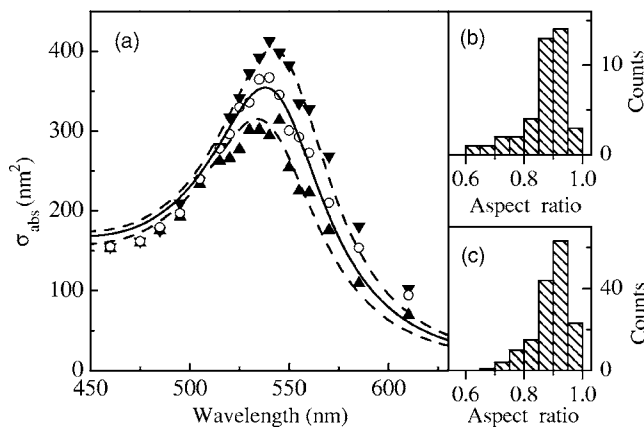 (a)
400
300
200
100
0
σabs (nm²)
450
500
550
600
Wavelength (nm)
(b)
10
0
Counts
0.6
0.8
1.0
Aspect ratio
(c)
40
0
Counts
0.6
0.8
1.0
Aspect ratio